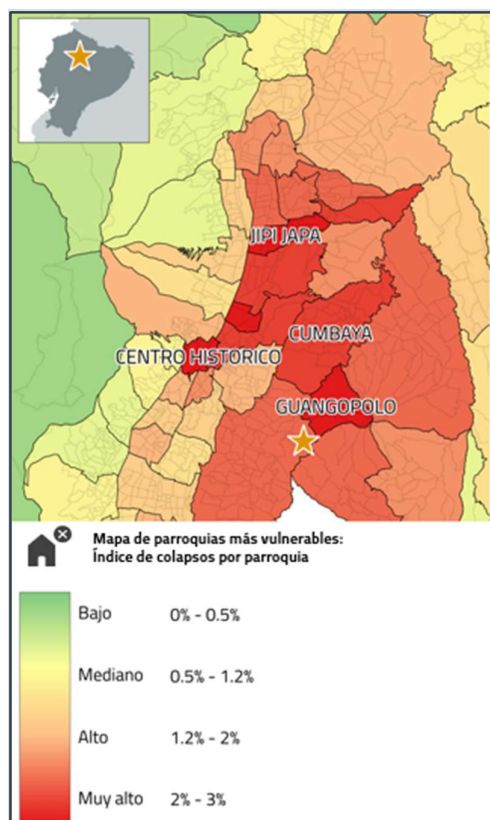 JIPI JAPA
CUMBAYA
CENTRO HISTORICO
GUANGOPOLO
Mapa de parroquias más vulnerables:
Índice de colapsos por parroquia
Bajo 0% - 0.5%
Mediano 0.5% - 1.2%
Alto 1.2% - 2%
Muy alto 2% - 3%